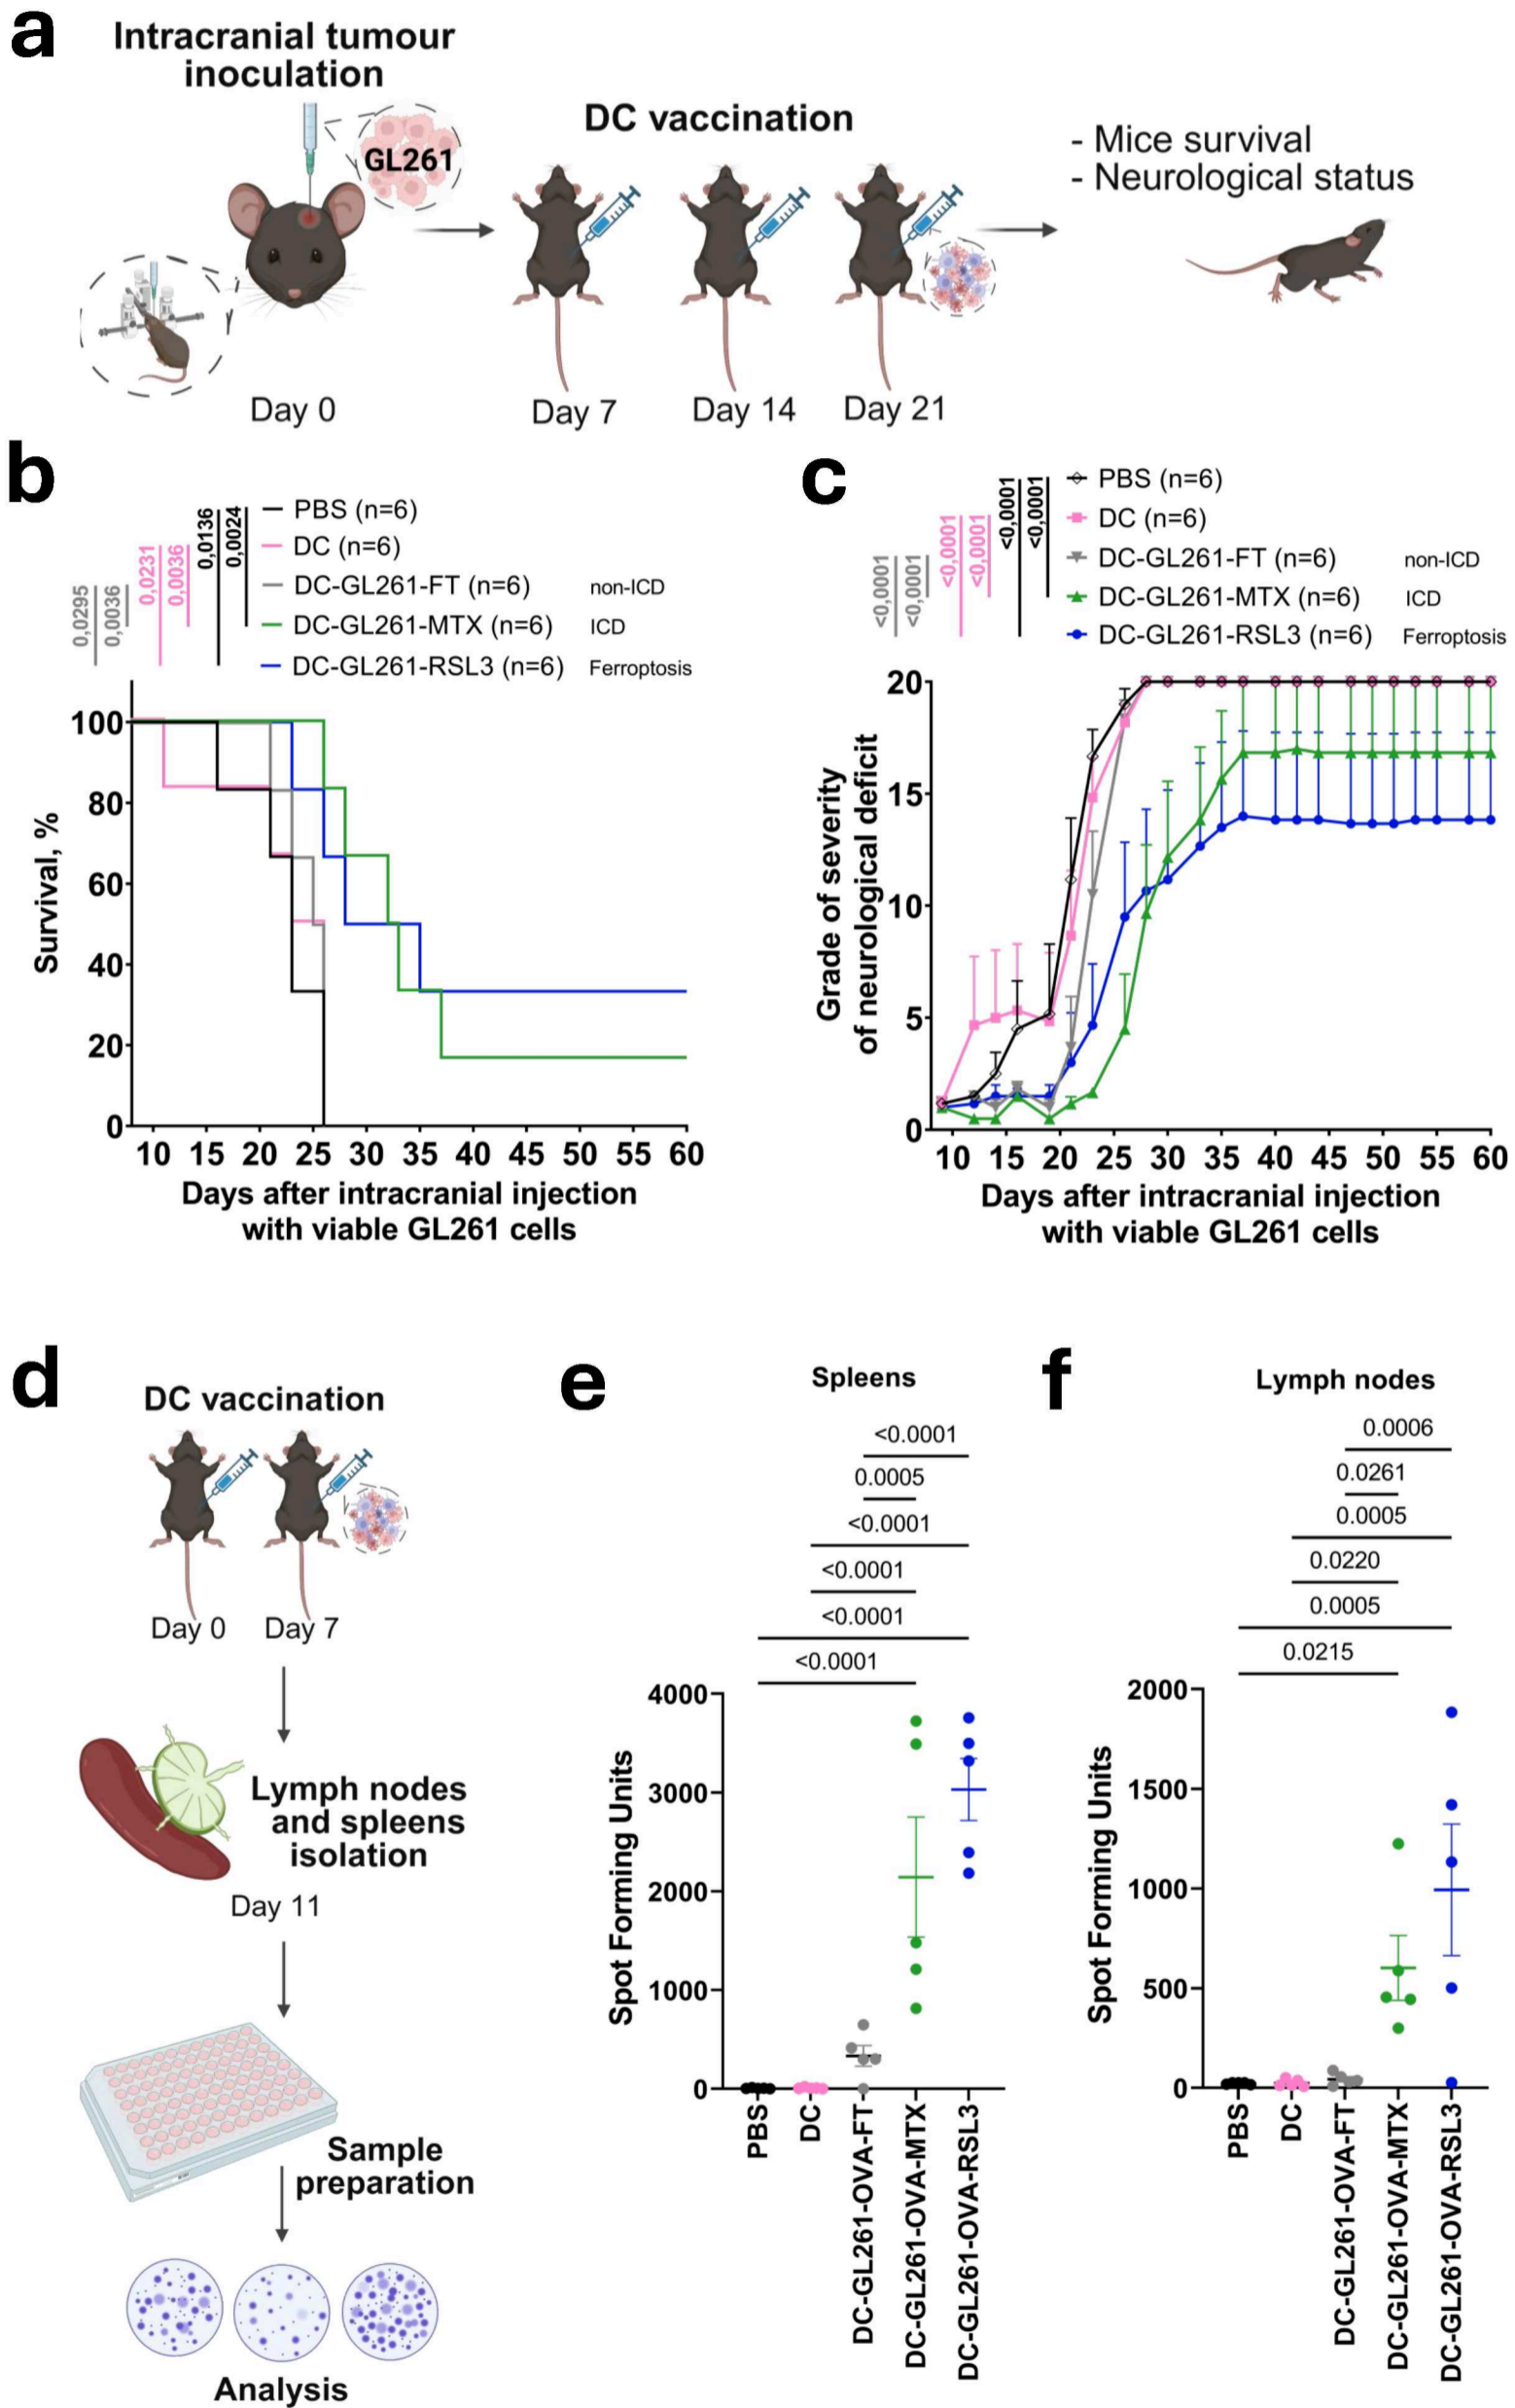 a
Intracranial tumour
inoculation
GL261
DC vaccination
- Mice survival
- Neurological status
Day 0
Day 7
Day 14
Day 21
b
0,0295
0,0036
0,0231
0,0036
0,0136
0,0024
PBS (n=6)
DC (n=6)
DC-GL261-FT (n=6) non-ICD
DC-GL261-MTX (n=6) ICD
DC-GL261-RSL3 (n=6) Ferroptosis
Survival, %
100
80
60
40
20
0
10 15 20 25 30 35 40 45 50 55 60
Days after intracranial injection
with viable GL261 cells
c
<0,0001
<0,0001
<0,0001
<0,0001
<0,0001
<0,0001
PBS (n=6)
DC (n=6)
DC-GL261-FT (n=6) non-ICD
DC-GL261-MTX (n=6) ICD
DC-GL261-RSL3 (n=6) Ferroptosis
Grade of severity
of neurological deficit
20
15
10
5
0
10 15 20 25 30 35 40 45 50 55 60
Days after intracranial injection
with viable GL261 cells
d
DC vaccination
Day 0
Day 7
Lymph nodes
and spleens
isolation
Day 11
Sample
preparation
Analysis
e
Spleens
<0.0001
0.0005
<0.0001
<0.0001
<0.0001
<0.0001
Spot Forming Units
4000
3000
2000
1000
0
PBS
DC
DC-GL261-OVA-FT
DC-GL261-OVA-MTX
DC-GL261-OVA-RSL3
f
Lymph nodes
0.0006
0.0261
0.0005
0.0220
0.0005
0.0215
Spot Forming Units
2000
1500
1000
500
0
PBS
DC
DC-GL261-OVA-FT
DC-GL261-OVA-MTX
DC-GL261-OVA-RSL3